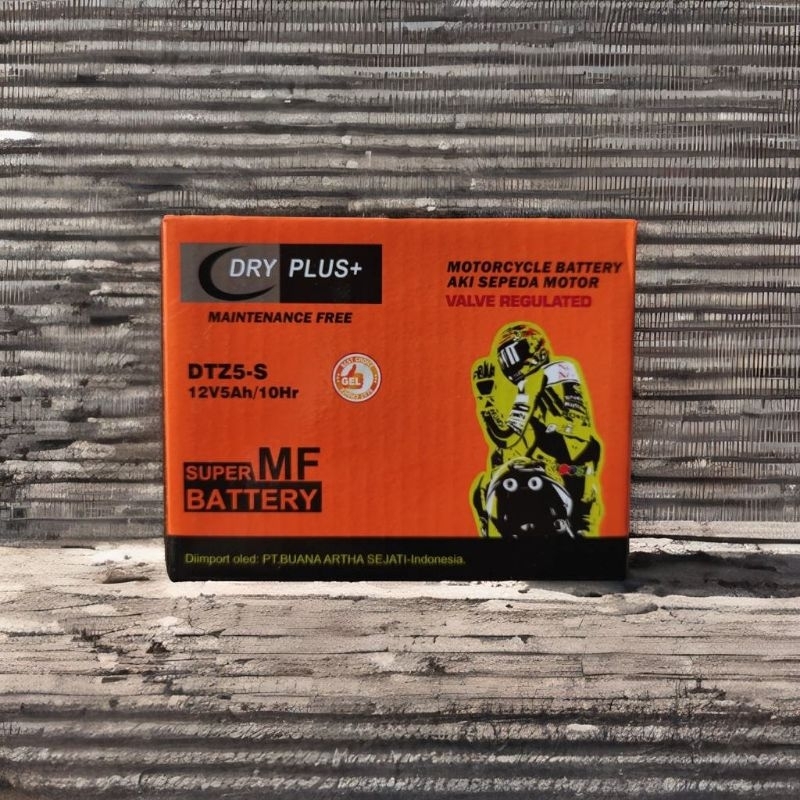 DRY PLUS+
MAINTENANCE FREE
MOTORCYCLE BATTERY
AKI SEPEDA MOTOR
VALVE REGULATED
DTZ5-S
12V5Ah/10Hr
GEL
SUPER MF
BATTERY
Diimport oled: PT.BUANA ARTHA SEJATI-Indonesia.